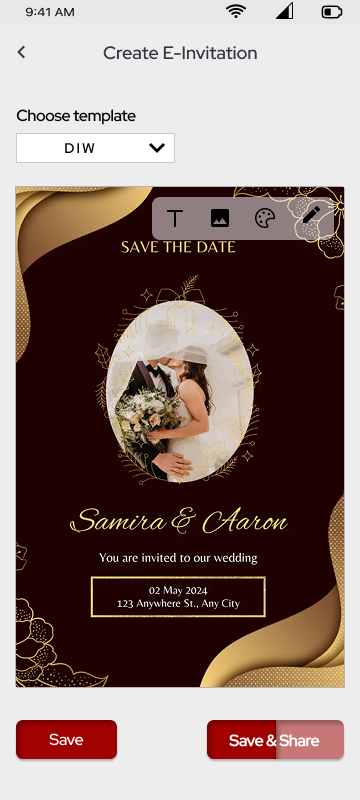 9:41 AM
Create E-Invitation
Choose template
DIW
SAVE THE DATE
Samira & Aaron
You are invited to our wedding
02 May 2024
123 Anywhere St., Any City
Save
Save & Share